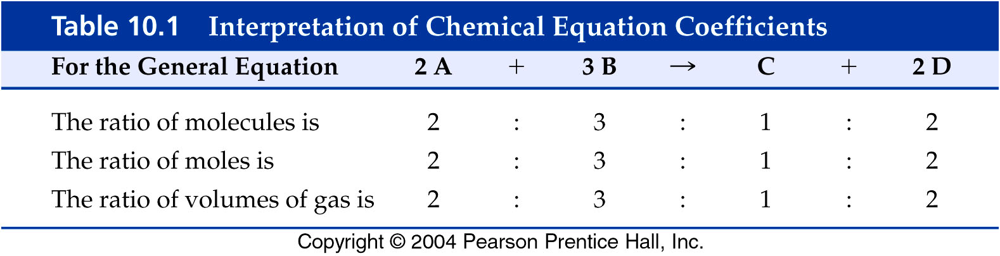 Table 10.1 Interpretation of Chemical Equation Coefficients
For the General Equation 2 A + 3 B → C + 2 D
The ratio of molecules is 2 : 3 : 1 : 2
The ratio of moles is 2 : 3 : 1 : 2
The ratio of volumes of gas is 2 : 3 : 1 : 2
Copyright © 2004 Pearson Prentice Hall, Inc.